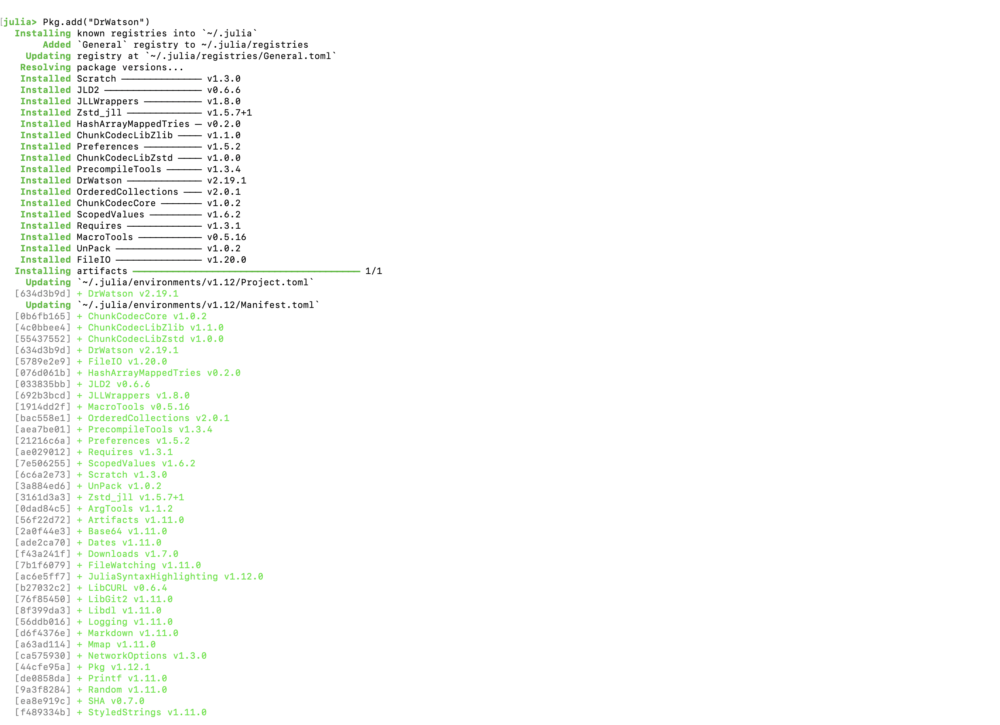 [julia> Pkg.add("DrWatson")
Installing known registries into `~/.julia`
Added `General` registry to ~/.julia/registries
Updating registry at `~/.julia/registries/General.toml`
Resolving package versions...
Installed Scratch ────────────── v1.3.0
Installed JLD2 ───────────────── v0.6.6
Installed JLLWrappers ────────── v1.8.0
Installed Zstd_jll ───────────── v1.5.7+1
Installed HashArrayMappedTries ─ v0.2.0
Installed ChunkCodecLibZlib ──── v1.1.0
Installed Preferences ────────── v1.5.2
Installed ChunkCodecLibZstd ──── v1.0.0
Installed PrecompileTools ────── v1.3.4
Installed DrWatson ───────────── v2.19.1
Installed OrderedCollections ─── v2.0.1
Installed ChunkCodecCore ─────── v1.0.2
Installed ScopedValues ───────── v1.6.2
Installed Requires ───────────── v1.3.1
Installed MacroTools ─────────── v0.5.16
Installed UnPack ─────────────── v1.0.2
Installed FileIO ─────────────── v1.20.0
Installing artifacts ━━━━━━━━━━━━━━━━━━━━━━━━━━━━━━━━━━━━━━━━ 1/1
Updating `~/.julia/environments/v1.12/Project.toml`
[634d3b9d] + DrWatson v2.19.1
Updating `~/.julia/environments/v1.12/Manifest.toml`
[0b6fb165] + ChunkCodecCore v1.0.2
[4c0bbee4] + ChunkCodecLibZlib v1.1.0
[55437552] + ChunkCodecLibZstd v1.0.0
[634d3b9d] + DrWatson v2.19.1
[5789e2e9] + FileIO v1.20.0
[076d061b] + HashArrayMappedTries v0.2.0
[033835bb] + JLD2 v0.6.6
[692b3bcd] + JLLWrappers v1.8.0
[1914dd2f] + MacroTools v0.5.16
[bac558e1] + OrderedCollections v2.0.1
[aea7be01] + PrecompileTools v1.3.4
[21216c6a] + Preferences v1.5.2
[ae029012] + Requires v1.3.1
[7e506255] + ScopedValues v1.6.2
[6c6a2e73] + Scratch v1.3.0
[3a884ed6] + UnPack v1.0.2
[3161d3a3] + Zstd_jll v1.5.7+1
[0dad84c5] + ArgTools v1.1.2
[56f22d72] + Artifacts v1.11.0
[2a0f44e3] + Base64 v1.11.0
[ade2ca70] + Dates v1.11.0
[f43a241f] + Downloads v1.7.0
[7b1f6079] + FileWatching v1.11.0
[ac6e5ff7] + JuliaSyntaxHighlighting v1.12.0
[b27032c2] + LibCURL v0.6.4
[76f85450] + LibGit2 v1.11.0
[8f399da3] + Libdl v1.11.0
[56ddb016] + Logging v1.11.0
[d6f4376e] + Markdown v1.11.0
[a63ad114] + Mmap v1.11.0
[ca575930] + NetworkOptions v1.3.0
[44cfe95a] + Pkg v1.12.1
[de0858da] + Printf v1.11.0
[9a3f8284] + Random v1.11.0
[ea8e919c] + SHA v0.7.0
[f489334b] + StyledStrings v1.11.0